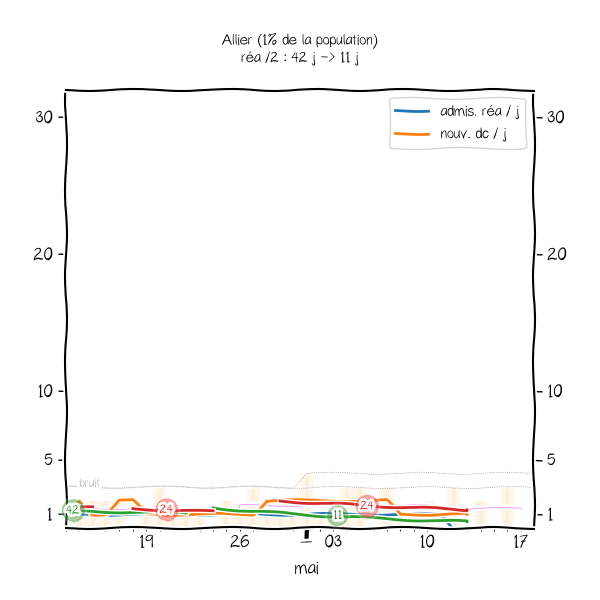 Allier (1% de la population)
réa /2 : 42 j -> 11 j
admis. réa / j
nouv. dc / j
30 30
20 20
10 10
5 5
bruit
1 1
42 24 11 24
19 26 1 03 10 17
mai